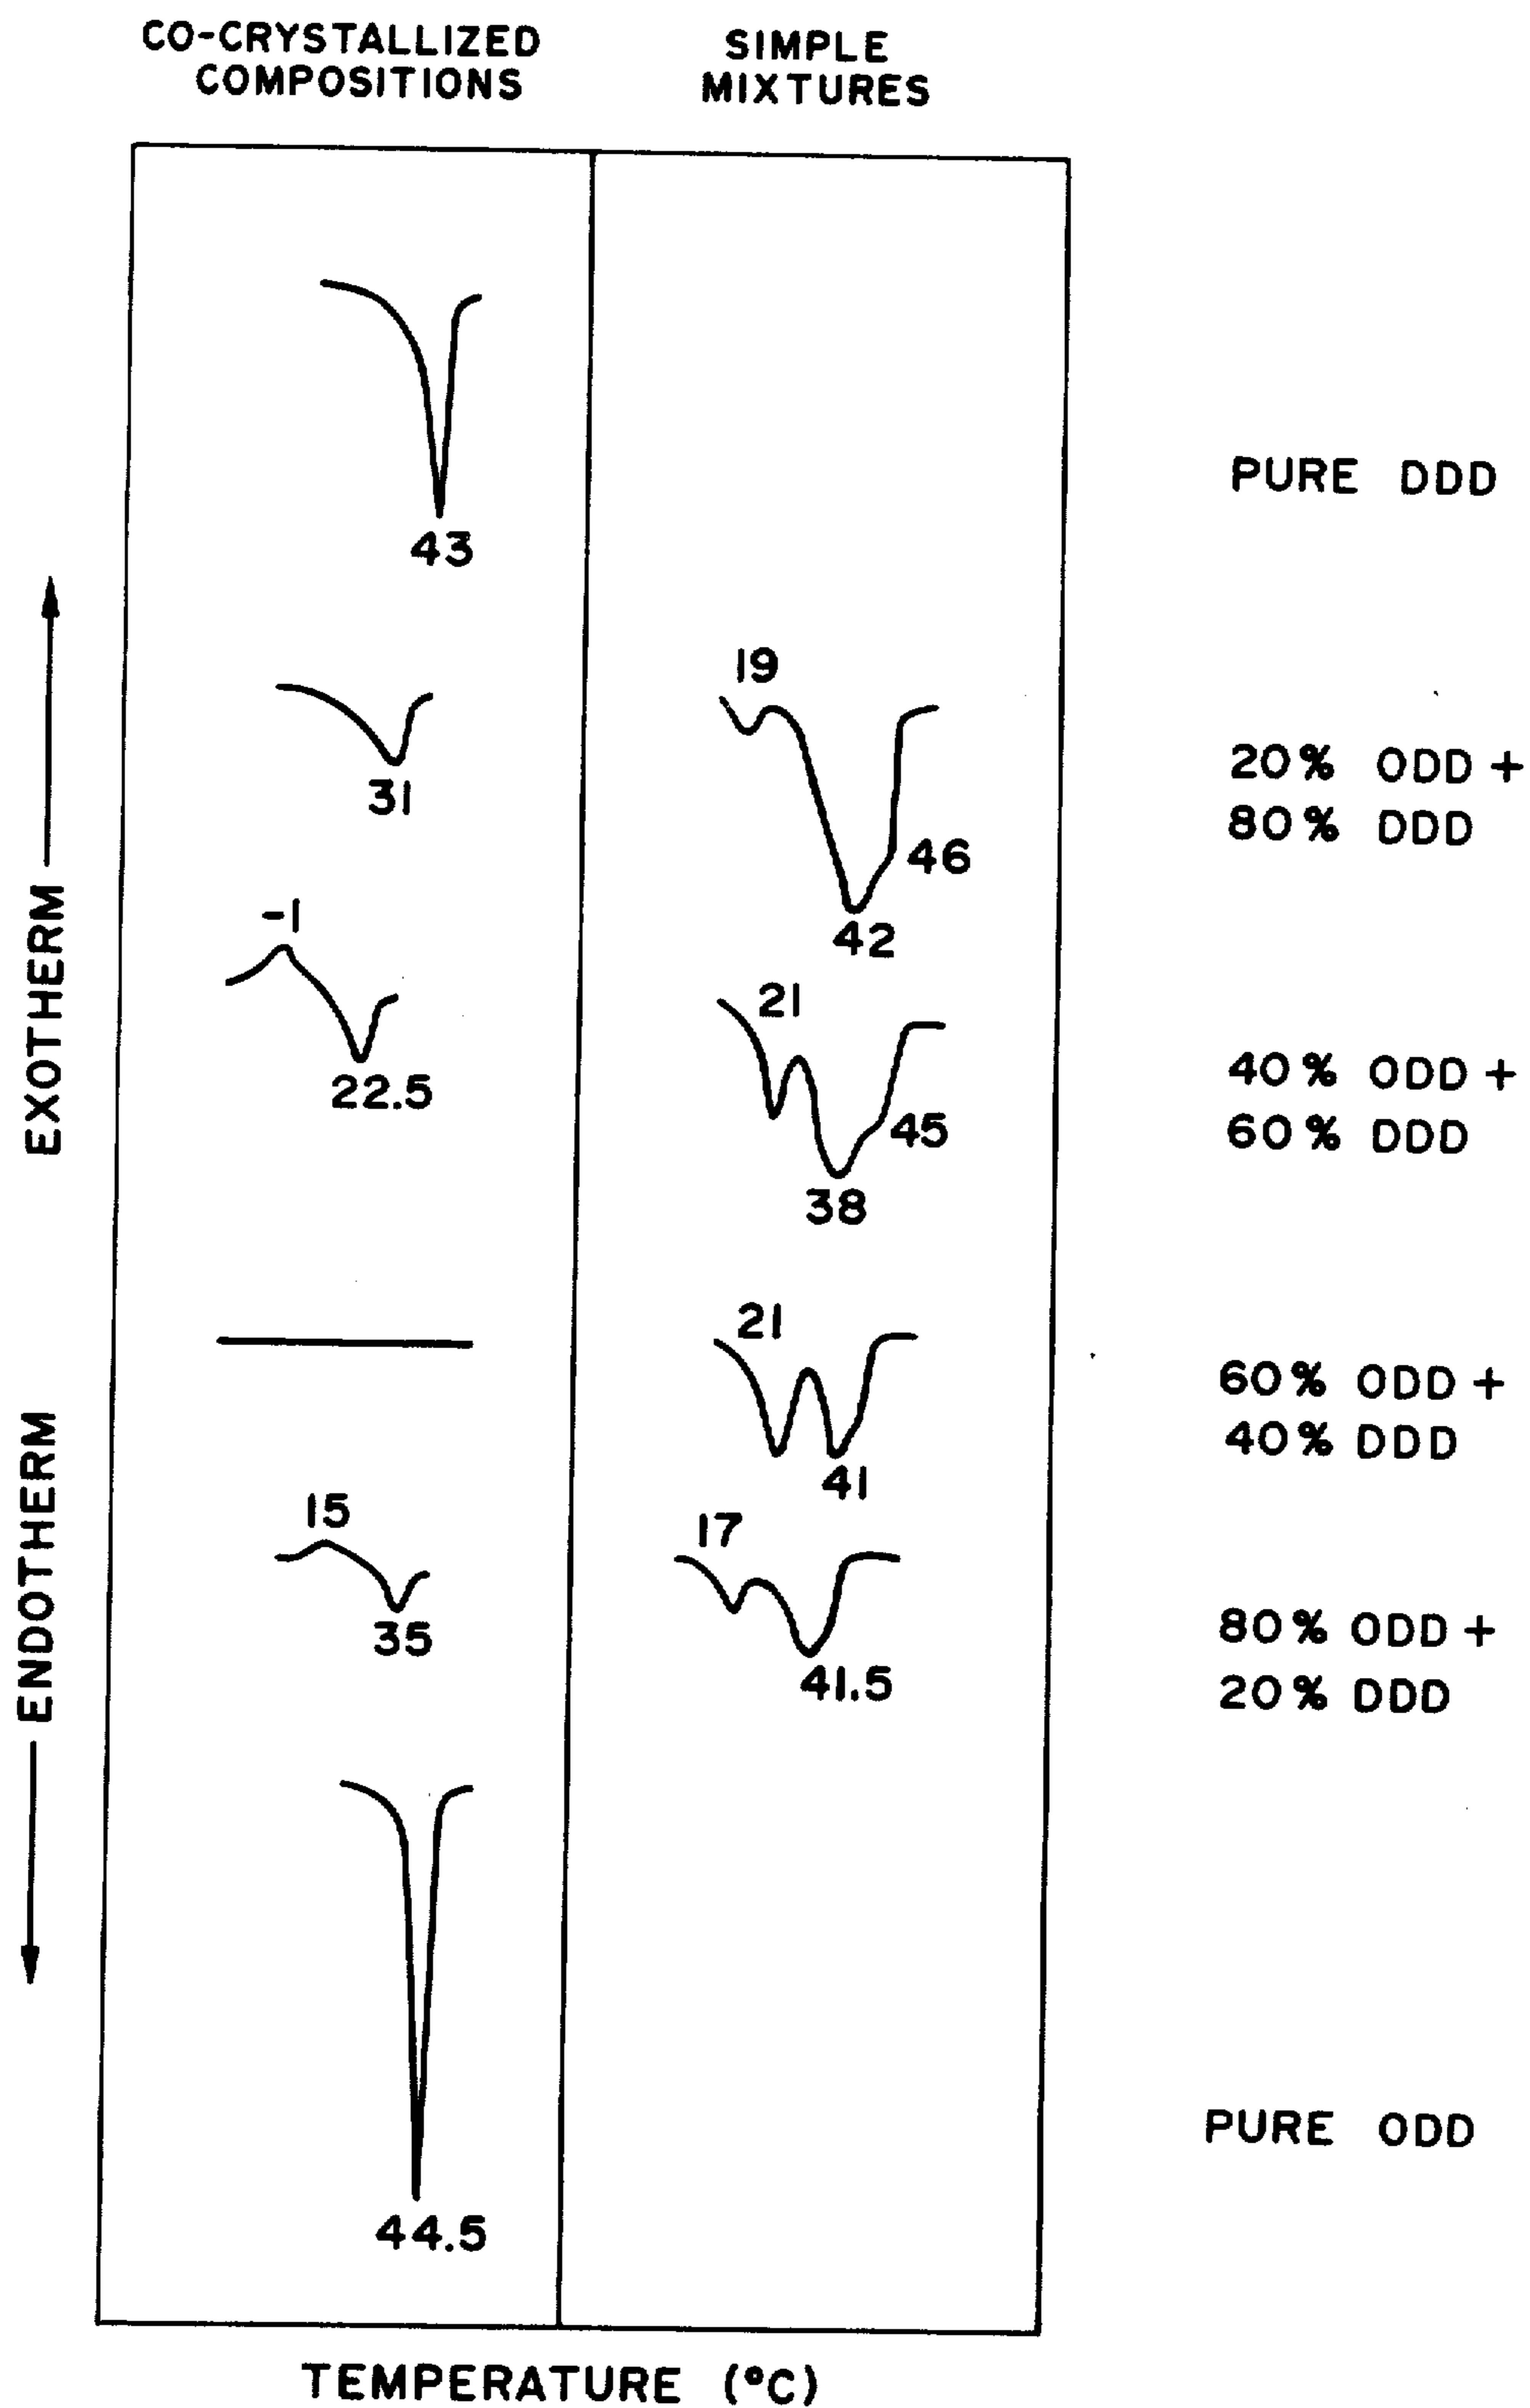 CO-CRYSTALLIZED
COMPOSITIONS
SIMPLE
MIXTURES
43
PURE DDD
19
31
46
42
20% ODD +
80% DDD
-1
22.5
21
45
38
40% ODD +
60% DDD
EXOTHERM
21
41
60% ODD +
40% DDD
ENDOTHERM
15
35
17
41.5
80% ODD +
20% DDD
44.5
PURE ODD
TEMPERATURE (°C)